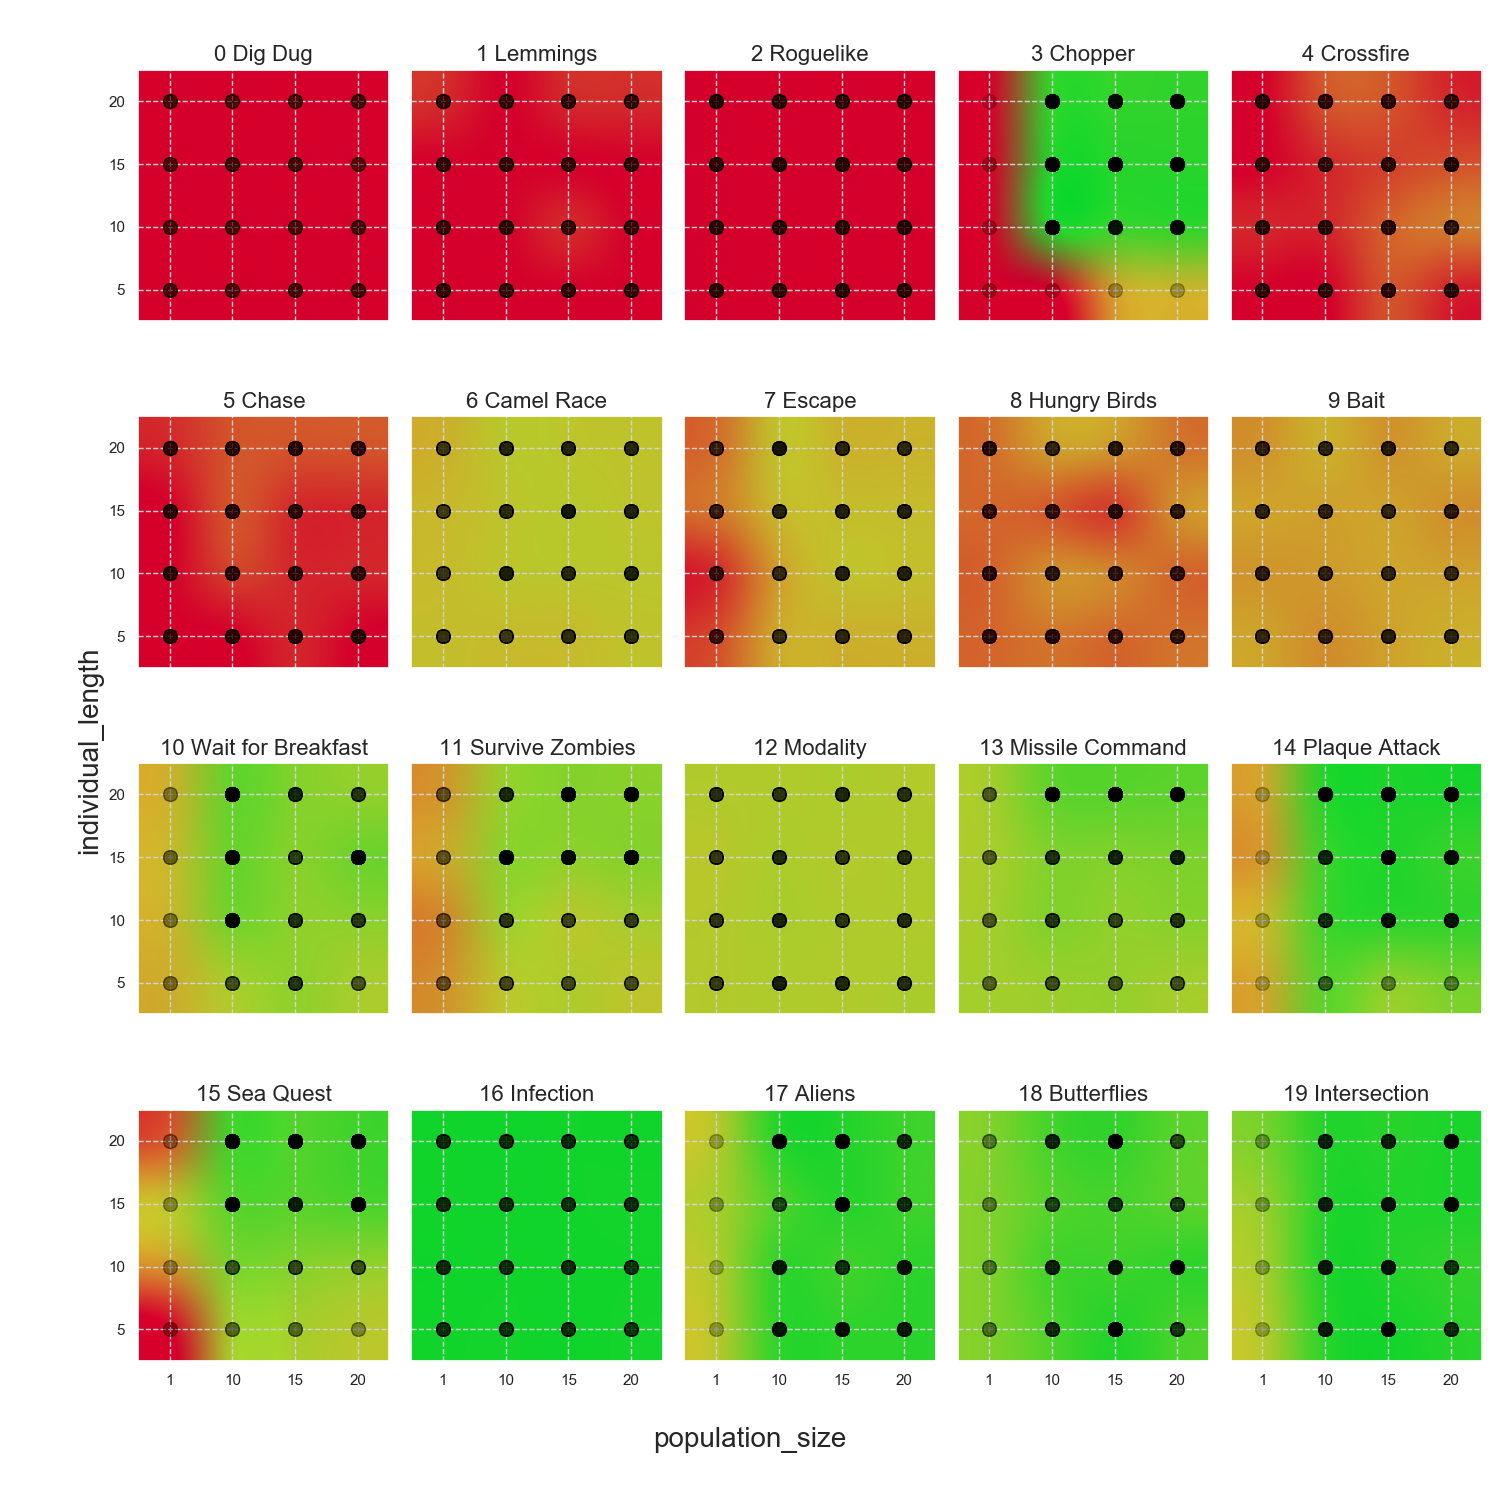 0 Dig Dug
1 Lemmings
2 Roguelike
3 Chopper
4 Crossfire
20
15
10
5
5 Chase
6 Camel Race
7 Escape
8 Hungry Birds
9 Bait
20
15
10
5
individual_length
10 Wait for Breakfast
11 Survive Zombies
12 Modality
13 Missile Command
14 Plaque Attack
20
15
10
5
15 Sea Quest
16 Infection
17 Aliens
18 Butterflies
19 Intersection
20
15
10
5
1 10 15 20
1 10 15 20
1 10 15 20
1 10 15 20
1 10 15 20
population_size